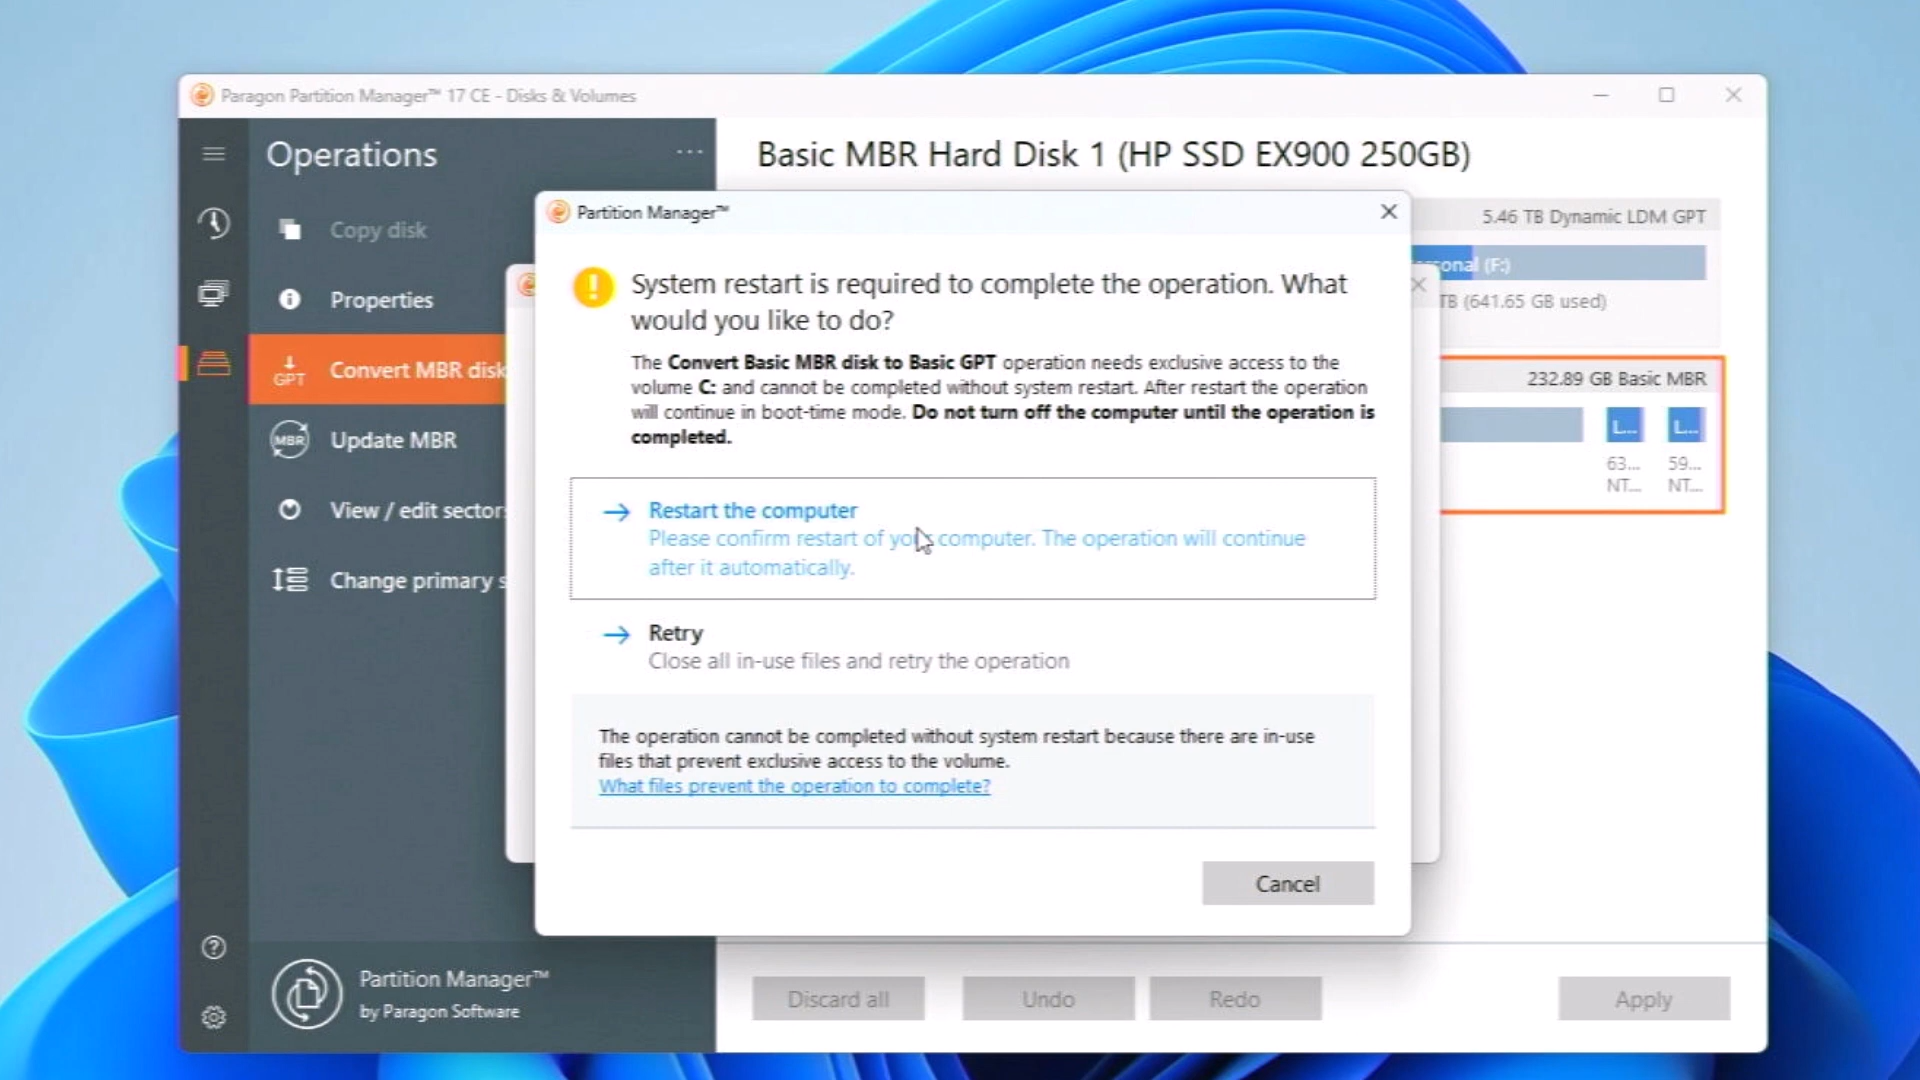 Paragon Partition Manager™ 17 CE - Disks & Volumes
Operations
...
Copy disk
Properties
GPT
Convert MBR disk
MBR
Update MBR
View / edit sectors
Change primary s
Partition Manager™
by Paragon Software
Basic MBR Hard Disk 1 (HP SSD EX900 250GB)
5.46 TB Dynamic LDM GPT
sonal (F:)
TB (641.65 GB used)
232.89 GB Basic MBR
L...
L...
63...
59...
NT...
NT...
Partition Manager™
System restart is required to complete the operation. What
would you like to do?
The Convert Basic MBR disk to Basic GPT operation needs exclusive access to the
volume C: and cannot be completed without system restart. After restart the operation
will continue in boot-time mode. Do not turn off the computer until the operation is
completed.
Restart the computer
Please confirm restart of your computer. The operation will continue
after it automatically.
Retry
Close all in-use files and retry the operation
The operation cannot be completed without system restart because there are in-use
files that prevent exclusive access to the volume.
What files prevent the operation to complete?
Cancel
Discard all
Undo
Redo
Apply